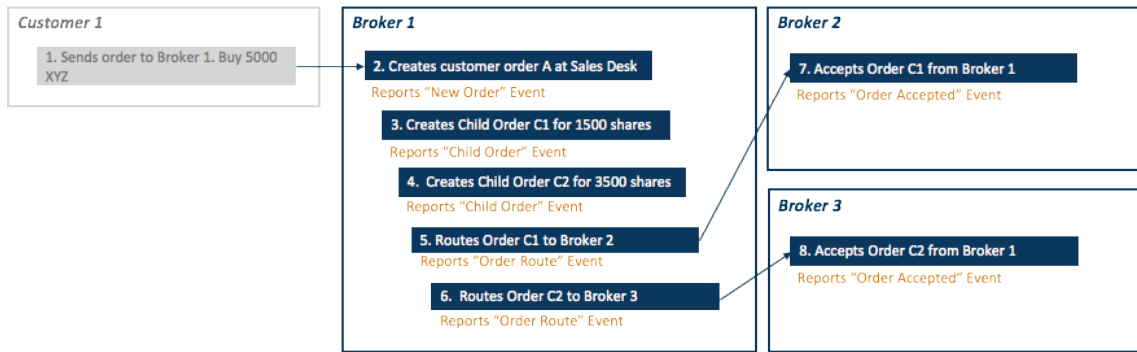 Customer 1
1. Sends order to Broker 1. Buy 5000
XYZ
Broker 1
2. Creates customer order A at Sales Desk
Reports "New Order" Event
3. Creates Child Order C1 for 1500 shares
Reports "Child Order" Event
4. Creates Child Order C2 for 3500 shares
Reports "Child Order" Event
5. Routes Order C1 to Broker 2
Reports "Order Route" Event
6. Routes Order C2 to Broker 3
Reports "Order Route" Event
Broker 2
7. Accepts Order C1 from Broker 1
Reports "Order Accepted" Event
Broker 3
8. Accepts Order C2 from Broker 1
Reports "Order Accepted" Event